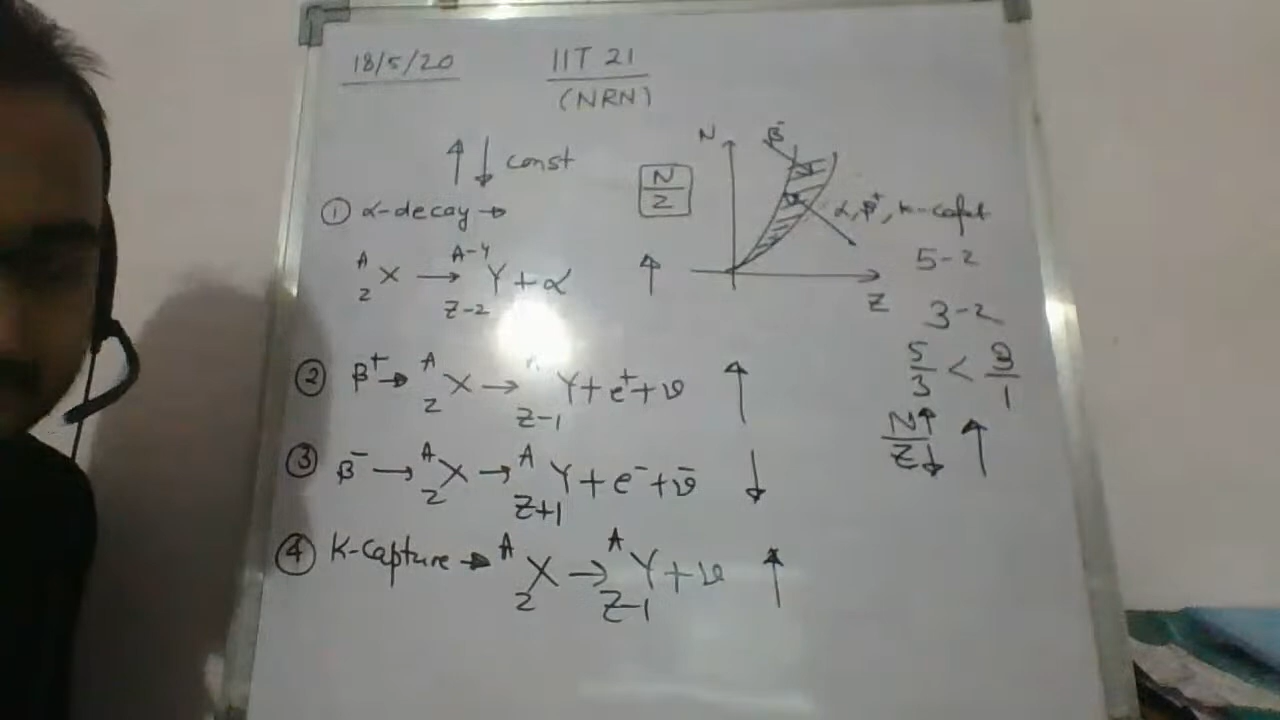 18/5/20 IIT 21
(NRN)
↑ ↓ const
① α-decay →
A Z X → A-4 Z-2 Y + α ↑
② β⁺ → A Z X → Z-1 Y + e⁺ + ν ↑
③ β⁻ → A Z X → A Z+1 Y + e⁻ + ν̄ ↓
④ K-Capture → A Z X → A Z-1 Y + ν ↑
N/Z
N
β⁻
α, β⁺, K-
Z
5-2
3-2
5/3 < 3/1
N↑/Z↓ ↑